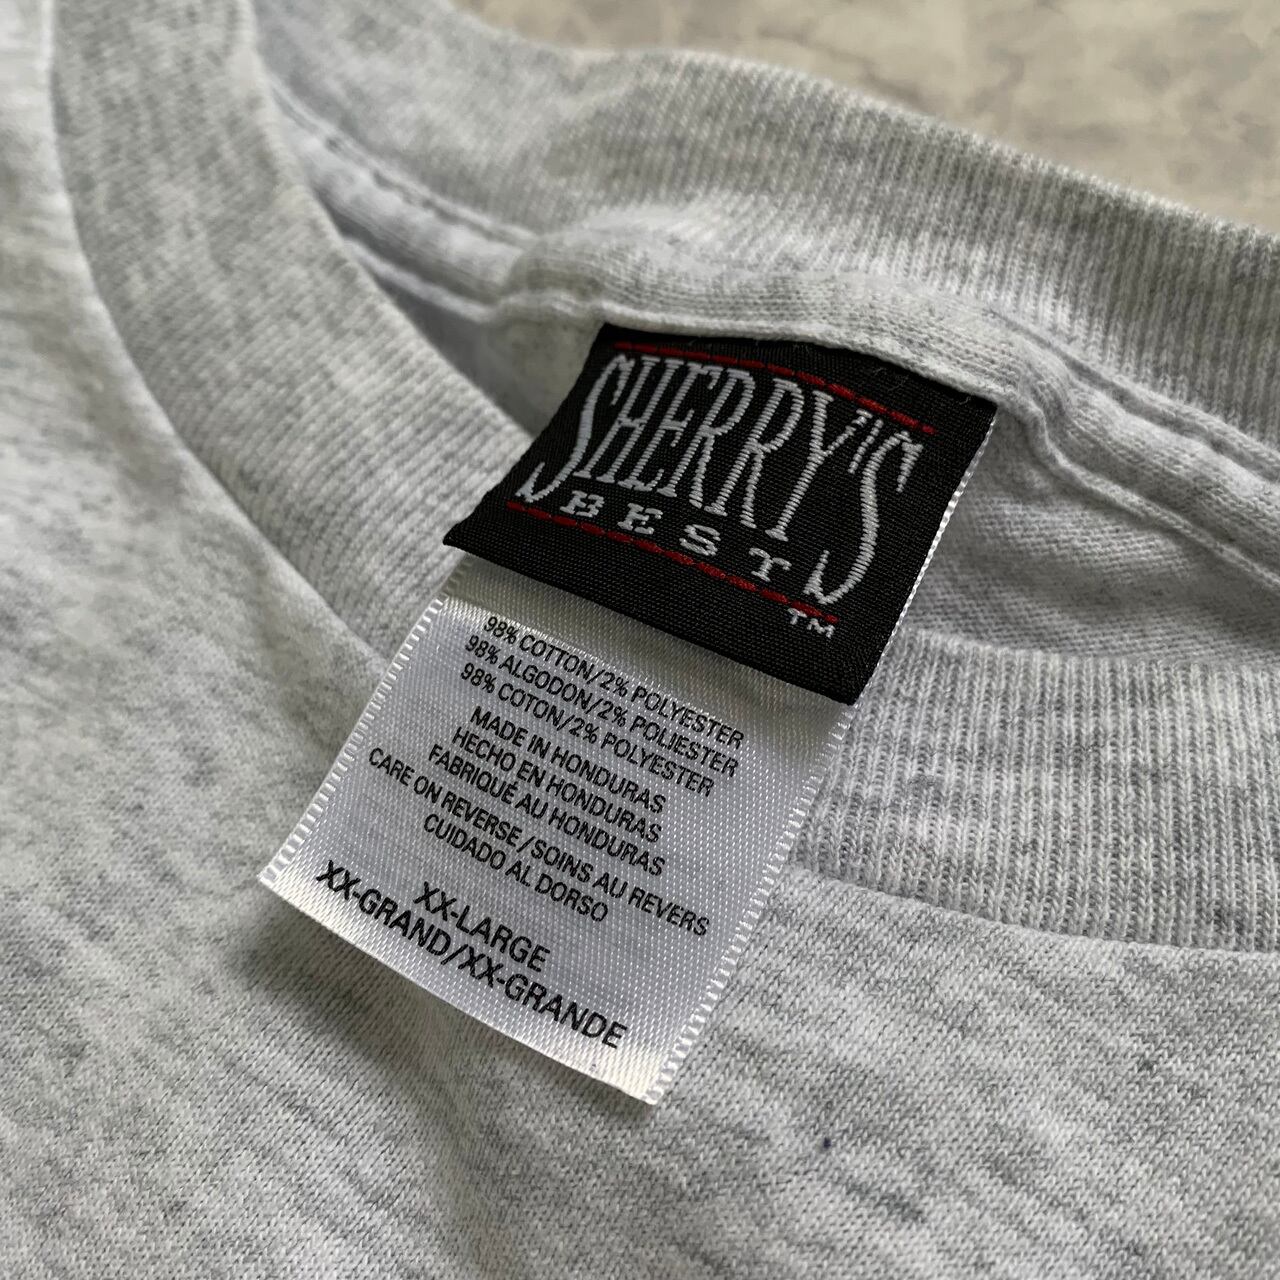 SHERRY'S
BEST
TM
98% COTTON/2% POLYESTER
98% ALGODON/2% POLIESTER
98% COTON/2% POLYESTER
MADE IN HONDURAS
HECHO EN HONDURAS
FABRIQUÉ AU HONDURAS
CARE ON REVERSE/SOINS AU REVERS
CUIDADO AL DORSO
XX-LARGE
XX-GRAND/XX-GRANDE